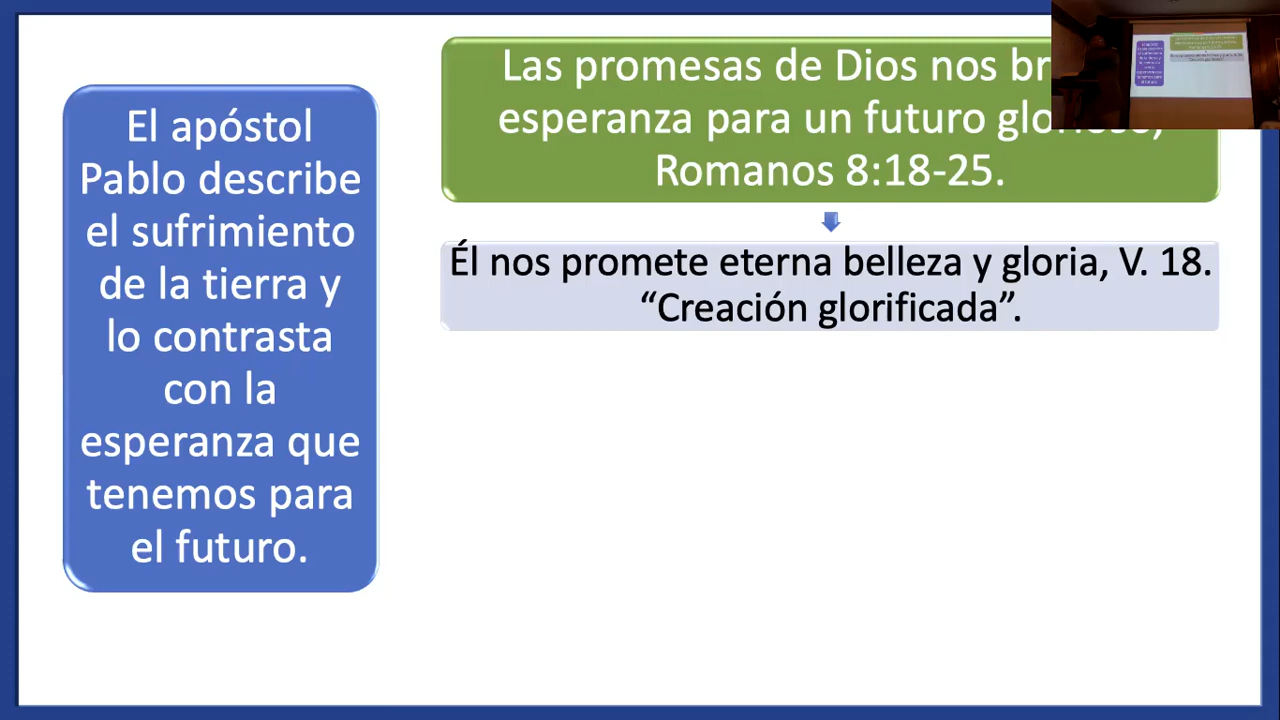 El apóstol
Pablo describe
el sufrimiento
de la tierra y
lo contrasta
con la
esperanza que
tenemos para
el futuro.
Las promesas de Dios nos
esperanza para un futuro
Romanos 8:18-25.
Él nos promete eterna belleza y gloria, V. 18.
“Creación glorificada”.